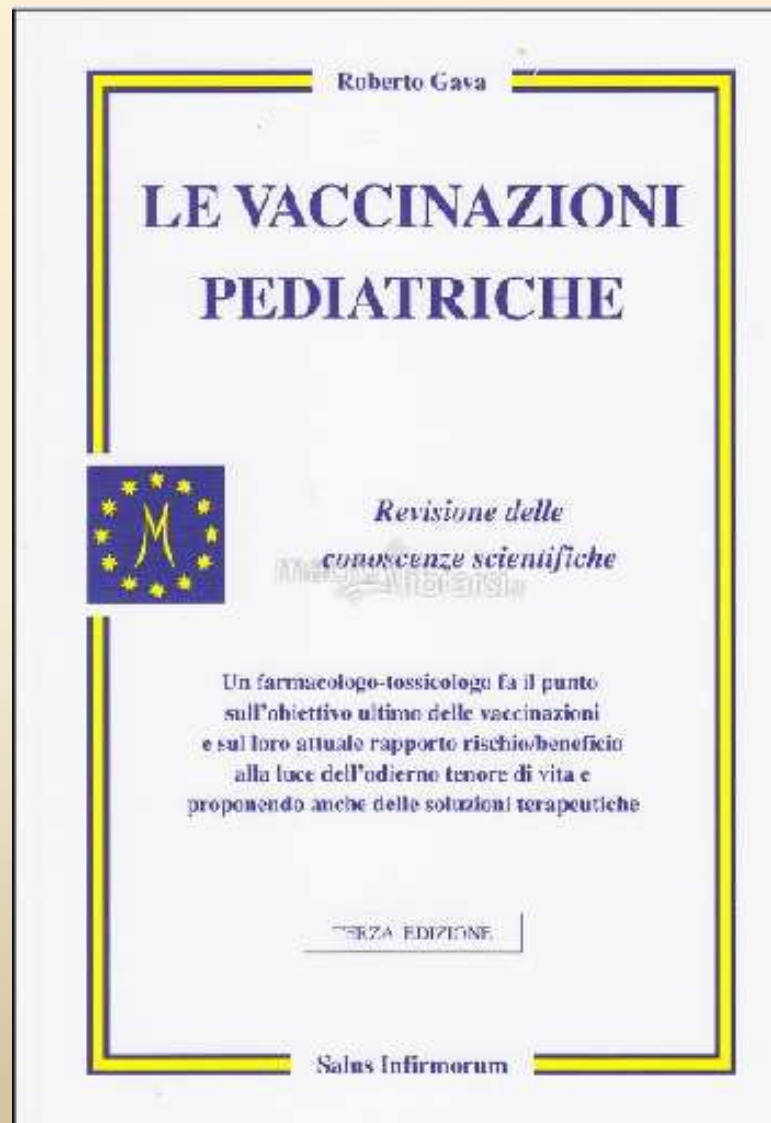 Roberto Gava
LE VACCINAZIONI
PEDIATRICHE
M
Revisione delle
conoscenze scientifiche
Un farmacologo-tossicologo fa il punto
sull'obiettivo ultimo delle vaccinazioni
e sul loro attuale rapporto rischio/beneficio
alla luce dell'odierno tenore di vita e
proponendo anche delle soluzioni terapeutiche
TERZA EDIZIONE
Salus Infirmorum